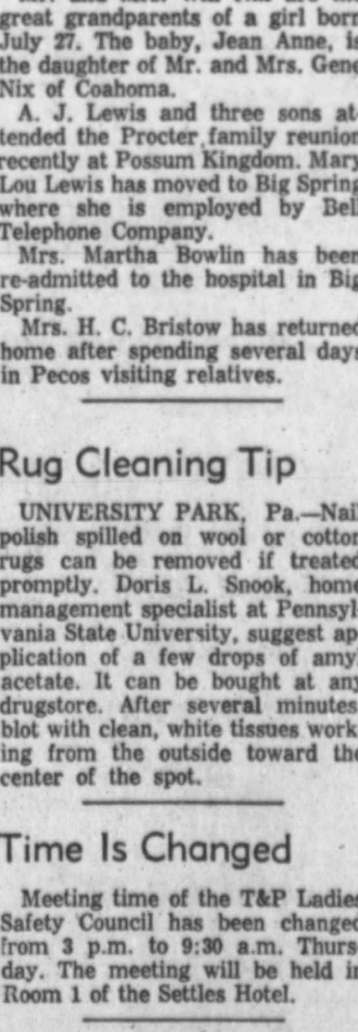 great grandparents of a girl born
July 27. The baby, Jean Anne, is
the daughter of Mr. and Mrs. Gene
Nix of Coahoma.
A. J. Lewis and three sons at-
tended the Procter family reunion
recently at Possum Kingdom. Mary
Lou Lewis has moved to Big Spring
where she is employed by Bell
Telephone Company.
Mrs. Martha Bowlin has been
re-admitted to the hospital in Big
Spring.
Mrs. H. C. Bristow has returned
home after spending several days
in Pecos visiting relatives.
Rug Cleaning Tip
UNIVERSITY PARK, Pa.—Nail
polish spilled on wool or cotton
rugs can be removed if treated
promptly. Doris L. Snook, home
management specialist at Pennsyl-
vania State University, suggest ap-
plication of a few drops of amyl
acetate. It can be bought at any
drugstore. After several minutes,
blot with clean, white tissues work-
ing from the outside toward the
center of the spot.
Time Is Changed
Meeting time of the T&P Ladies
Safety Council has been changed
from 3 p.m. to 9:30 a.m. Thurs-
day. The meeting will be held in
Room 1 of the Settles Hotel.